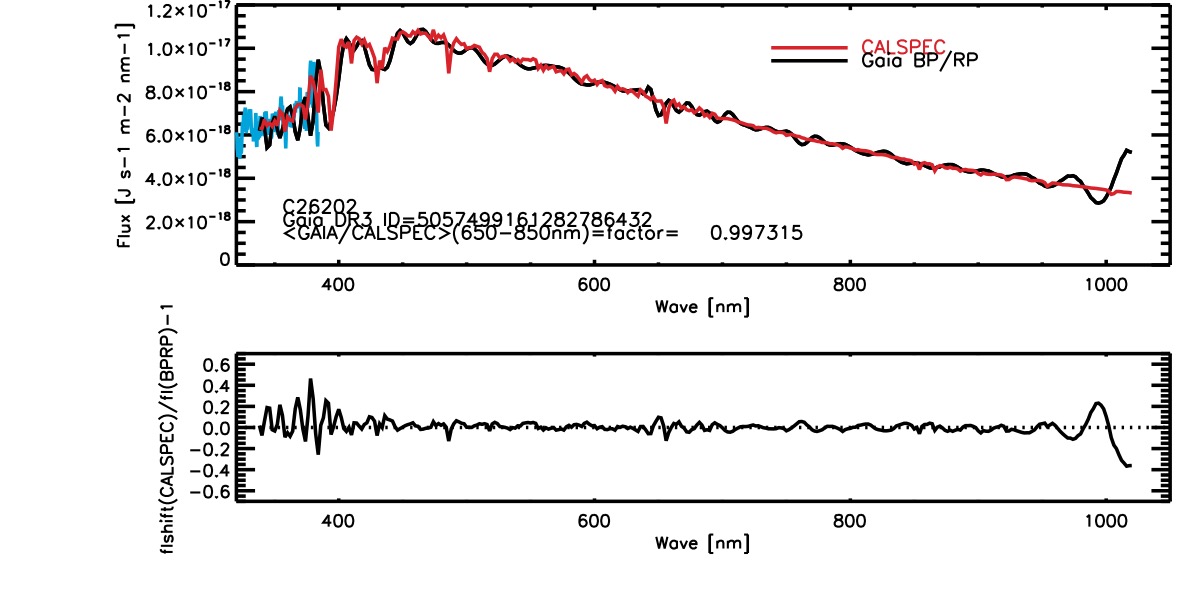 1.2×10−17
1.0×10−17
8.0×10−18
6.0×10−18
4.0×10−18
2.0×10−18
0
Flux [J s−1 m−2 nm−1]
CALSPEC
Gaia BP/RP
C26202
Gaia DR3 ID=5057499161282786432
<GAIA/CALSPEC>(650−850nm)=factor= 0.997315
400 600 800 1000
Wave [nm]
flshift(CALSPEC)/fl(BPRP)−1
0.6
0.4
0.2
0.0
−0.2
−0.4
−0.6
400 600 800 1000
Wave [nm]